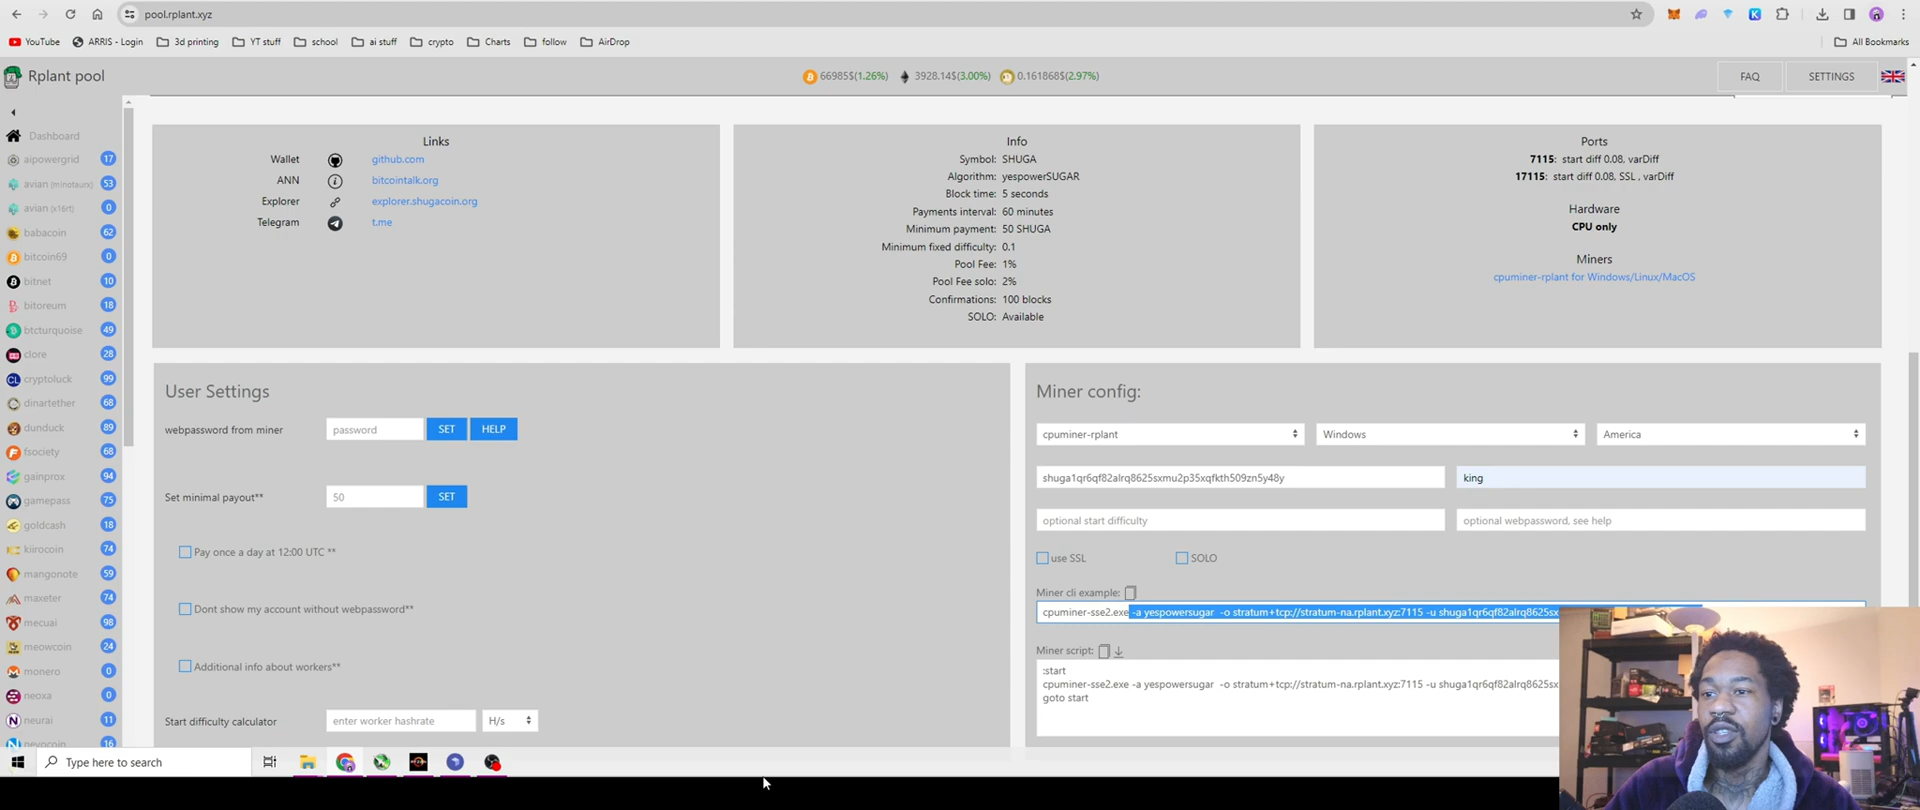 pool.rplant.xyz
YouTube
ARRIS - Login
3d printing
YT stuff
school
ai stuff
crypto
Charts
follow
AirDrop
All Bookmarks
Rplant pool
66985$(1.26%)
3928.14$(3.00%)
0.161868$(2.97%)
FAQ
SETTINGS
Dashboard
aipowergrid 17
avian (minotaurx) 53
avian (x16rt) 0
babacoin 62
bitcoin69 0
bitnet 10
bitoreum 18
btcturquoise 49
clore 28
cryptoluck 99
dinartether 68
dunduck 89
fsociety 68
gainprox 94
gamepass 75
goldcash 18
kiirocoin 74
mangonote 59
maxeter 74
mecuai 98
meowcoin 24
monero 0
neoxa 0
neurai 11
Links
Wallet github.com
ANN bitcointalk.org
Explorer explorer.shugacoin.org
Telegram t.me
Info
Symbol: SHUGA
Algorithm: yespowerSUGAR
Block time: 5 seconds
Payments interval: 60 minutes
Minimum payment: 50 SHUGA
Minimum fixed difficulty: 0.1
Pool Fee: 1%
Pool Fee solo: 2%
Confirmations: 100 blocks
SOLO: Available
Ports
7115: start diff 0.08, varDiff
17115: start diff 0.08, SSL , varDiff
Hardware
CPU only
Miners
cpuminer-rplant for Windows/Linux/MacOS
User Settings
webpassword from miner password SET HELP
Set minimal payout** 50 SET
Pay once a day at 12:00 UTC **
Dont show my account without webpassword**
Additional info about workers**
Start difficulty calculator enter worker hashrate H/s
Miner config:
cpuminer-rplant Windows America
shuga1qr6qf82alrq8625sxmu2p35xqfkth509zn5y48y king
optional start difficulty optional webpassword, see help
use SSL SOLO
Miner cli example:
cpuminer-sse2.exe -a yespowersugar -o stratum+tcp://stratum-na.rplant.xyz:7115 -u shuga1qr6qf82alrq8625sx
Miner script:
:start
cpuminer-sse2.exe -a yespowersugar -o stratum+tcp://stratum-na.rplant.xyz:7115 -u shuga1qr6qf82alrq8625sx
goto start
Type here to search